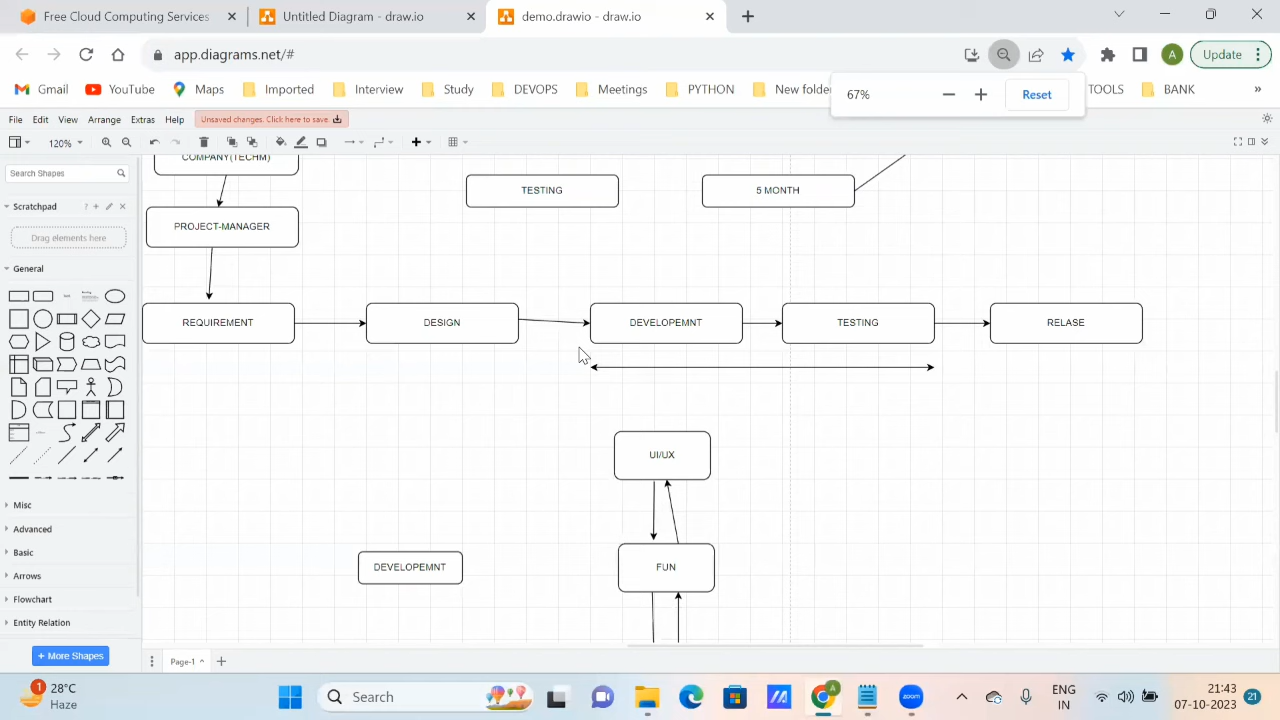 Free Cloud Computing Services
Untitled Diagram - draw.io
demo.drawio - draw.io
app.diagrams.net/#
A
Update
Gmail
YouTube
Maps
Imported
Interview
Study
DEVOPS
Meetings
PYTHON
New folder
TOOLS
BANK
»
67%
Reset
File
Edit
View
Arrange
Extras
Help
Unsaved changes. Click here to save.
120%
Search Shapes
Scratchpad
Drag elements here
General
Misc
Advanced
Basic
Arrows
Flowchart
Entity Relation
+ More Shapes
COMPANY(TECHM)
TESTING
5 MONTH
PROJECT-MANAGER
REQUIREMENT
DESIGN
DEVELOPEMNT
TESTING
RELASE
UI/UX
DEVELOPEMNT
FUN
Page-1
1
28°C
Haze
Search
A
zoom
ENG
IN
21:43
07-10-2023
21